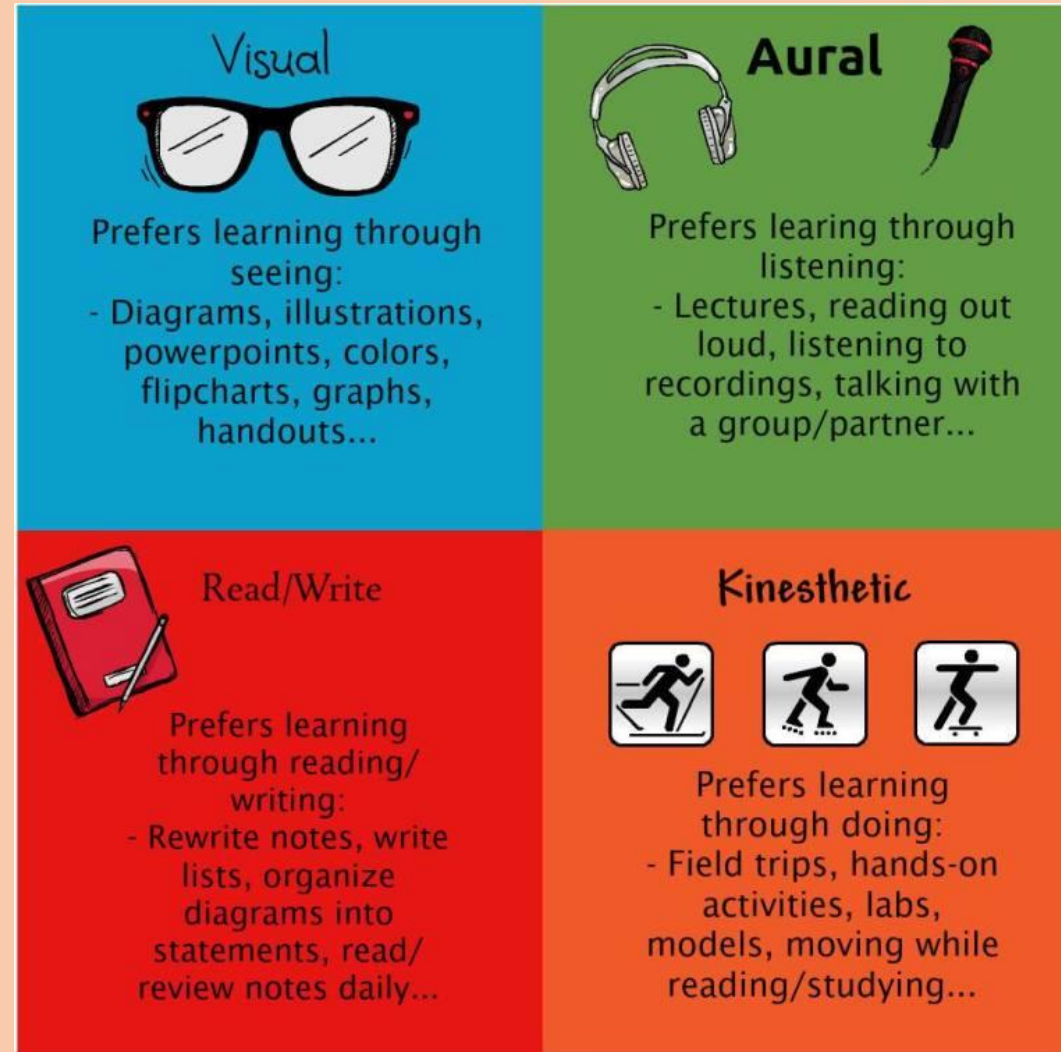 Visual
Prefers learning through
seeing:
- Diagrams, illustrations,
powerpoints, colors,
flipcharts, graphs,
handouts...
Aural
Prefers learing through
listening:
- Lectures, reading out
loud, listening to
recordings, talking with
a group/partner...
Read/Write
Prefers learning
through reading/
writing:
- Rewrite notes, write
lists, organize
diagrams into
statements, read/
review notes daily...
Kinesthetic
Prefers learning
through doing:
- Field trips, hands-on
activities, labs,
models, moving while
reading/studying...